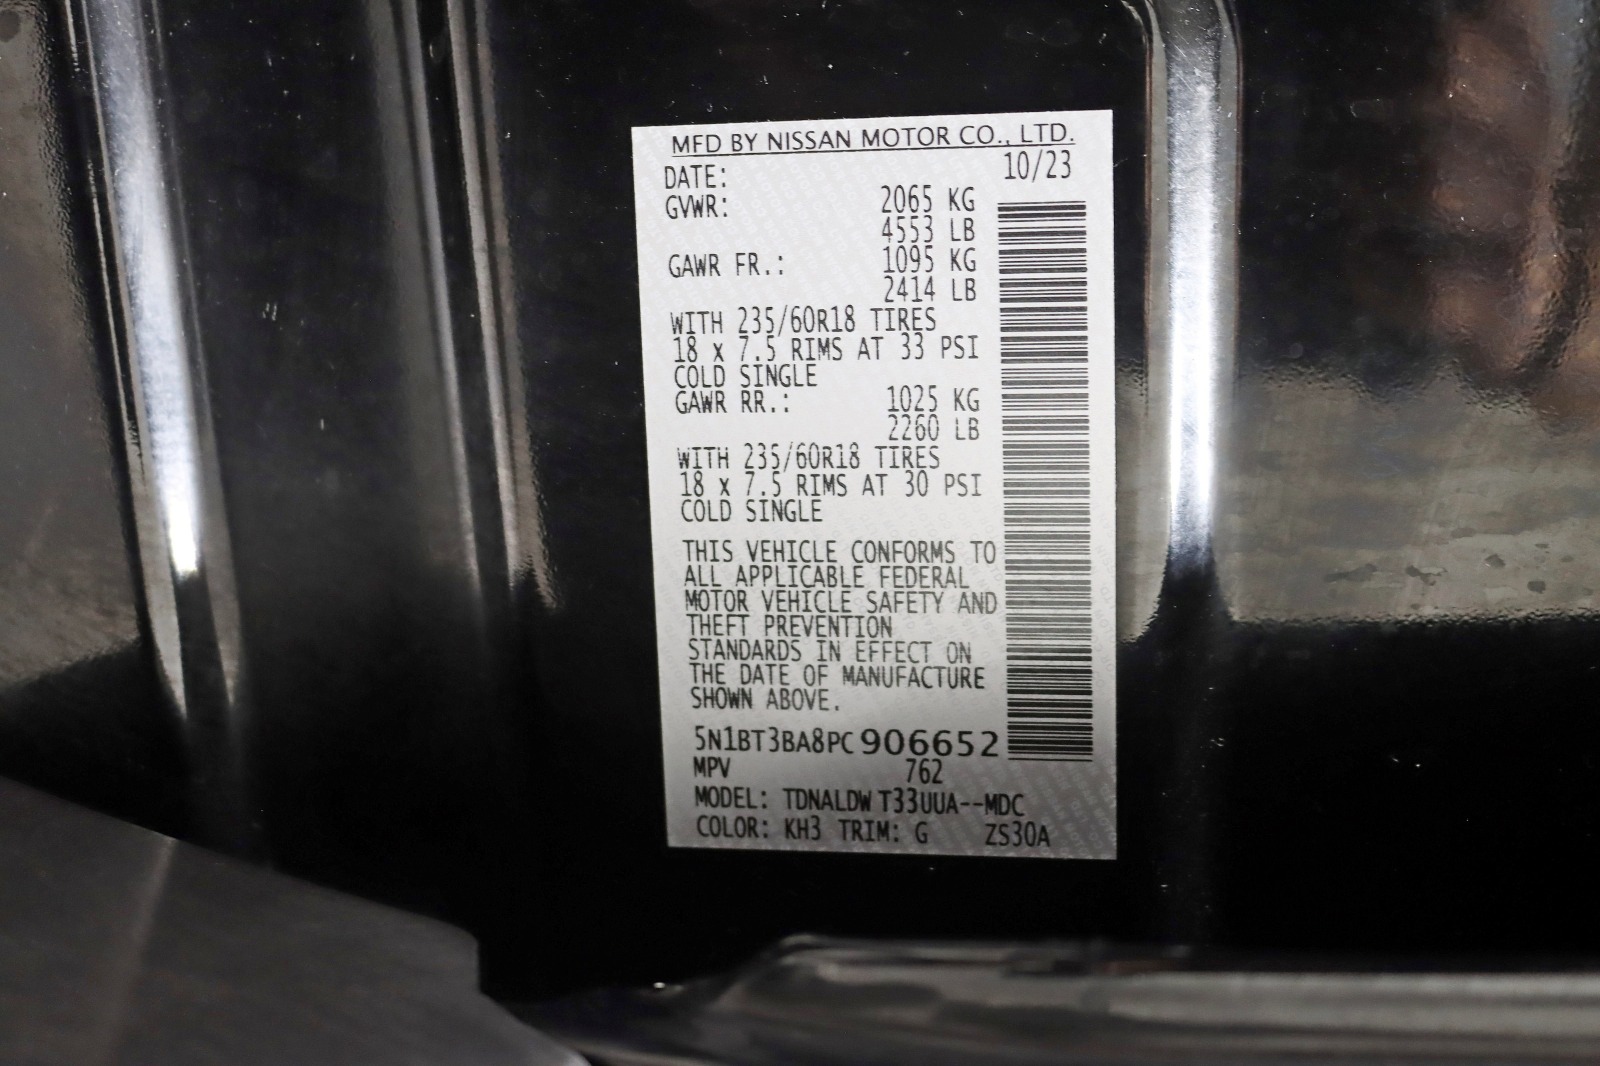 MFD BY NISSAN MOTOR CO., LTD.
DATE: 10/23
GVWR: 2065 KG
4553 LB
GAWR FR.: 1095 KG
2414 LB
WITH 235/60R18 TIRES
18 x 7.5 RIMS AT 33 PSI
COLD SINGLE
GAWR RR.: 1025 KG
2260 LB
WITH 235/60R18 TIRES
18 x 7.5 RIMS AT 30 PSI
COLD SINGLE
THIS VEHICLE CONFORMS TO
ALL APPLICABLE FEDERAL
MOTOR VEHICLE SAFETY AND
THEFT PREVENTION
STANDARDS IN EFFECT ON
THE DATE OF MANUFACTURE
SHOWN ABOVE.
5N1BT3BA8PC906652
MPV 762
MODEL: TDNALDW T33UUA--MDC
COLOR: KH3 TRIM: G ZS30A